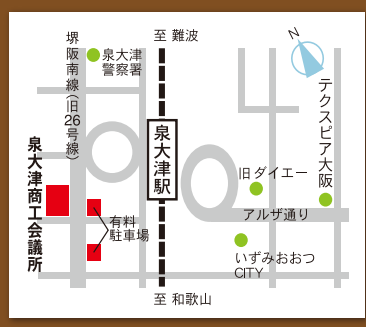 堺阪南線(旧26号線)
至 難波
N
泉大津
警察署
泉大津駅
テクスピア大阪
旧 ダイエー
アルザ通り
泉大津商工会議所
有料
駐車場
いずみおおつ
CITY
至 和歌山